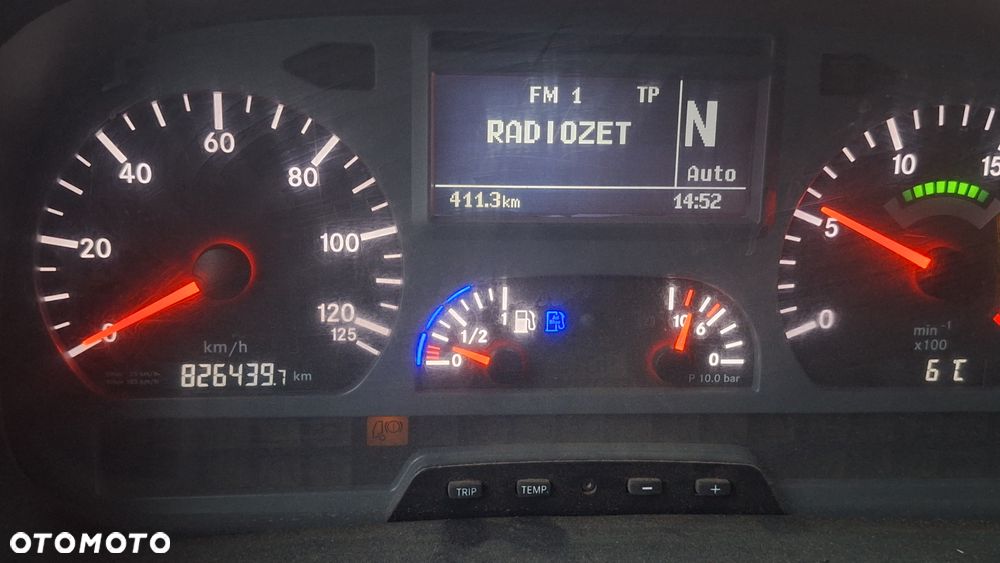 FM 1 TP
RADIOZET
N
Auto
411.3km 14:52
0 20 40 60 80 100 120 125
km/h
826439.7 km
0 1/2 1
10 6 0
P 10.0 bar
0 5 10 15
min⁻¹
x100
6 °C
TRIP TEMP - +
OTOMOTO